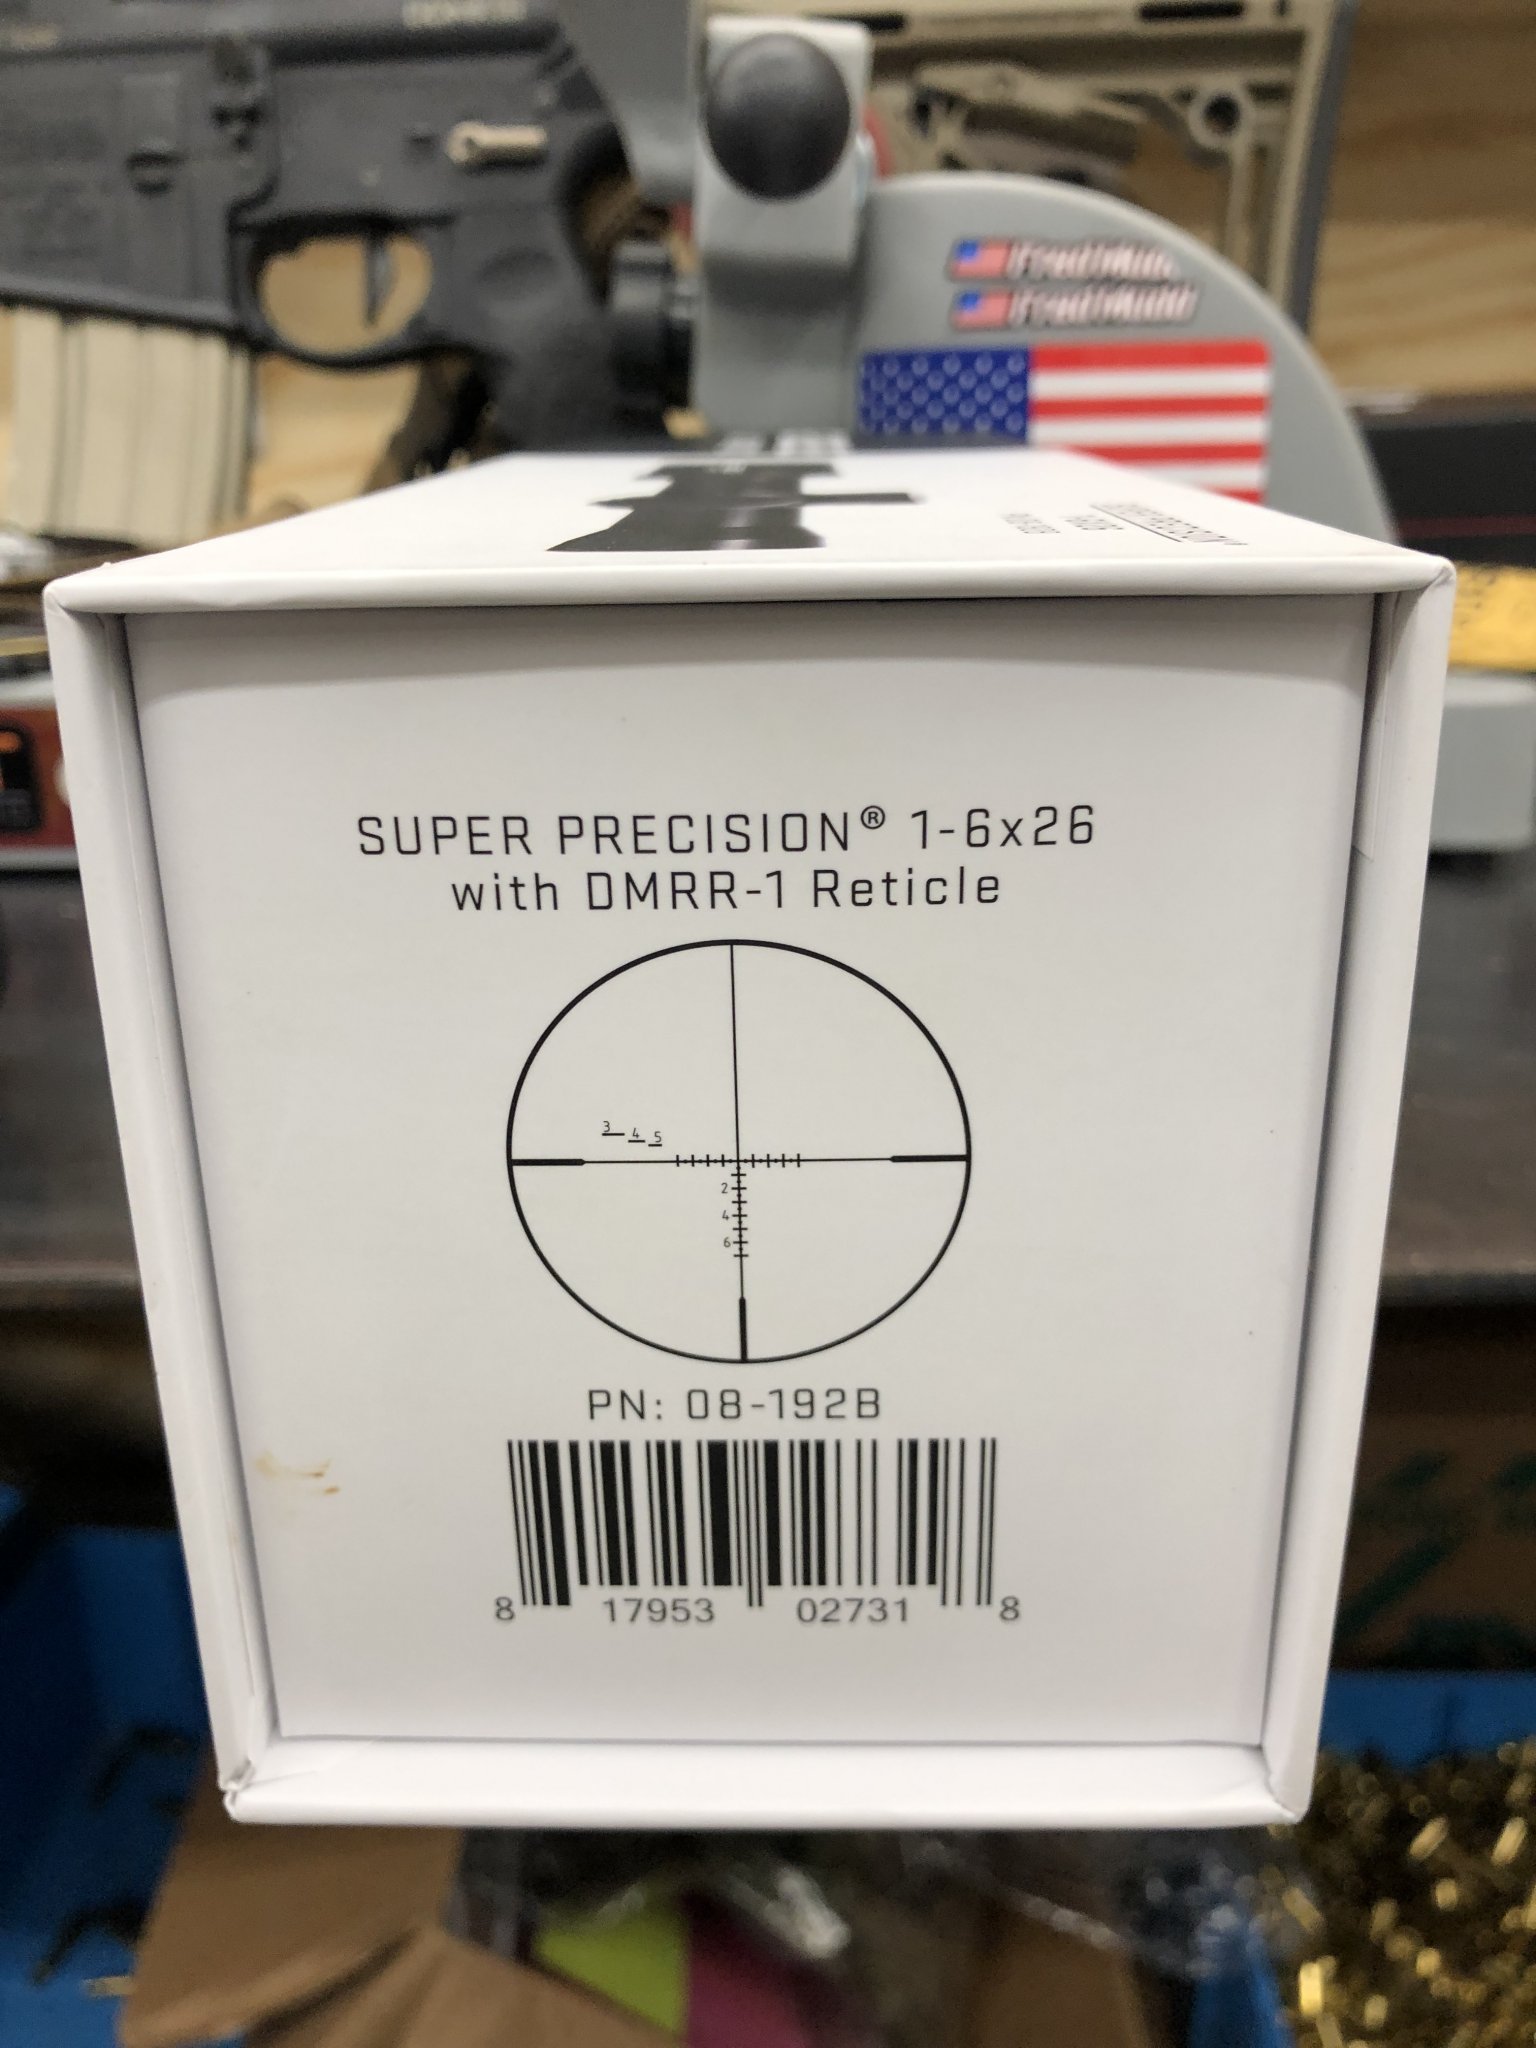 SUPER PRECISION® 1-6x26
with DMRR-1 Reticle
3 4 5
2
4
6
PN: 08-192B
8 17953 02731 8